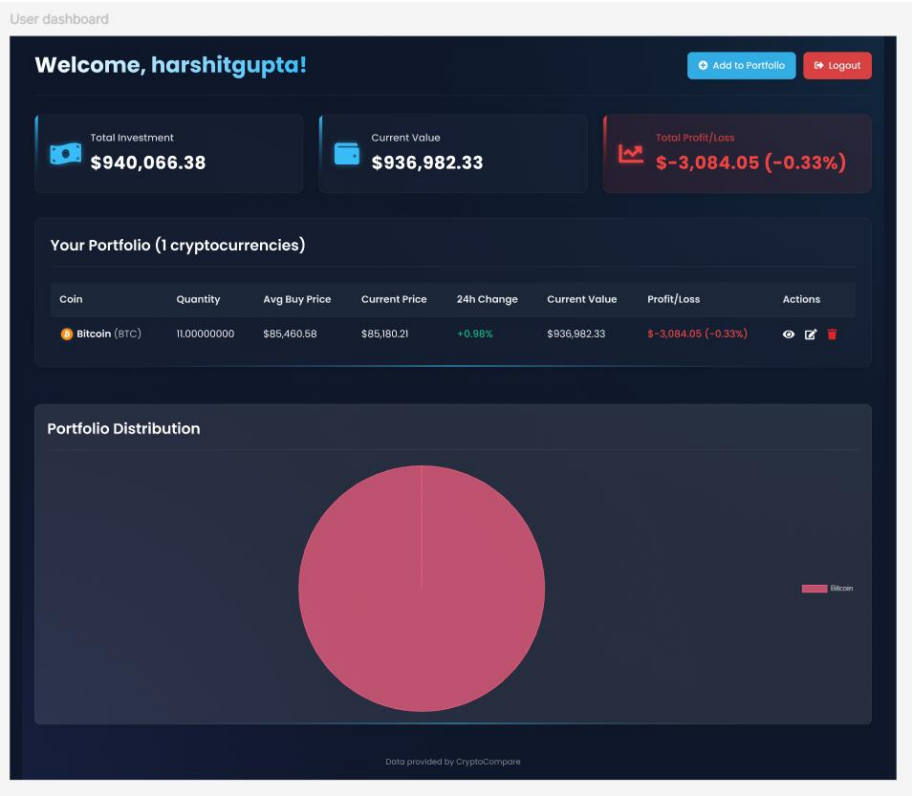 User dashboard
Welcome, harshitgupta!
Add to Portfolio
Logout
Total Investment
$940,066.38
Current Value
$936,982.33
Total Profit/Loss
$-3,084.05 (-0.33%)
Your Portfolio (1 cryptocurrencies)
Coin Quantity Avg Buy Price Current Price 24h Change Current Value Profit/Loss Actions
Bitcoin (BTC) 11.00000000 $85,460.58 $85,180.21 +0.98% $936,982.33 $-3,084.05 (-0.33%)
Portfolio Distribution
Bitcoin
Data provided by CryptoCompare